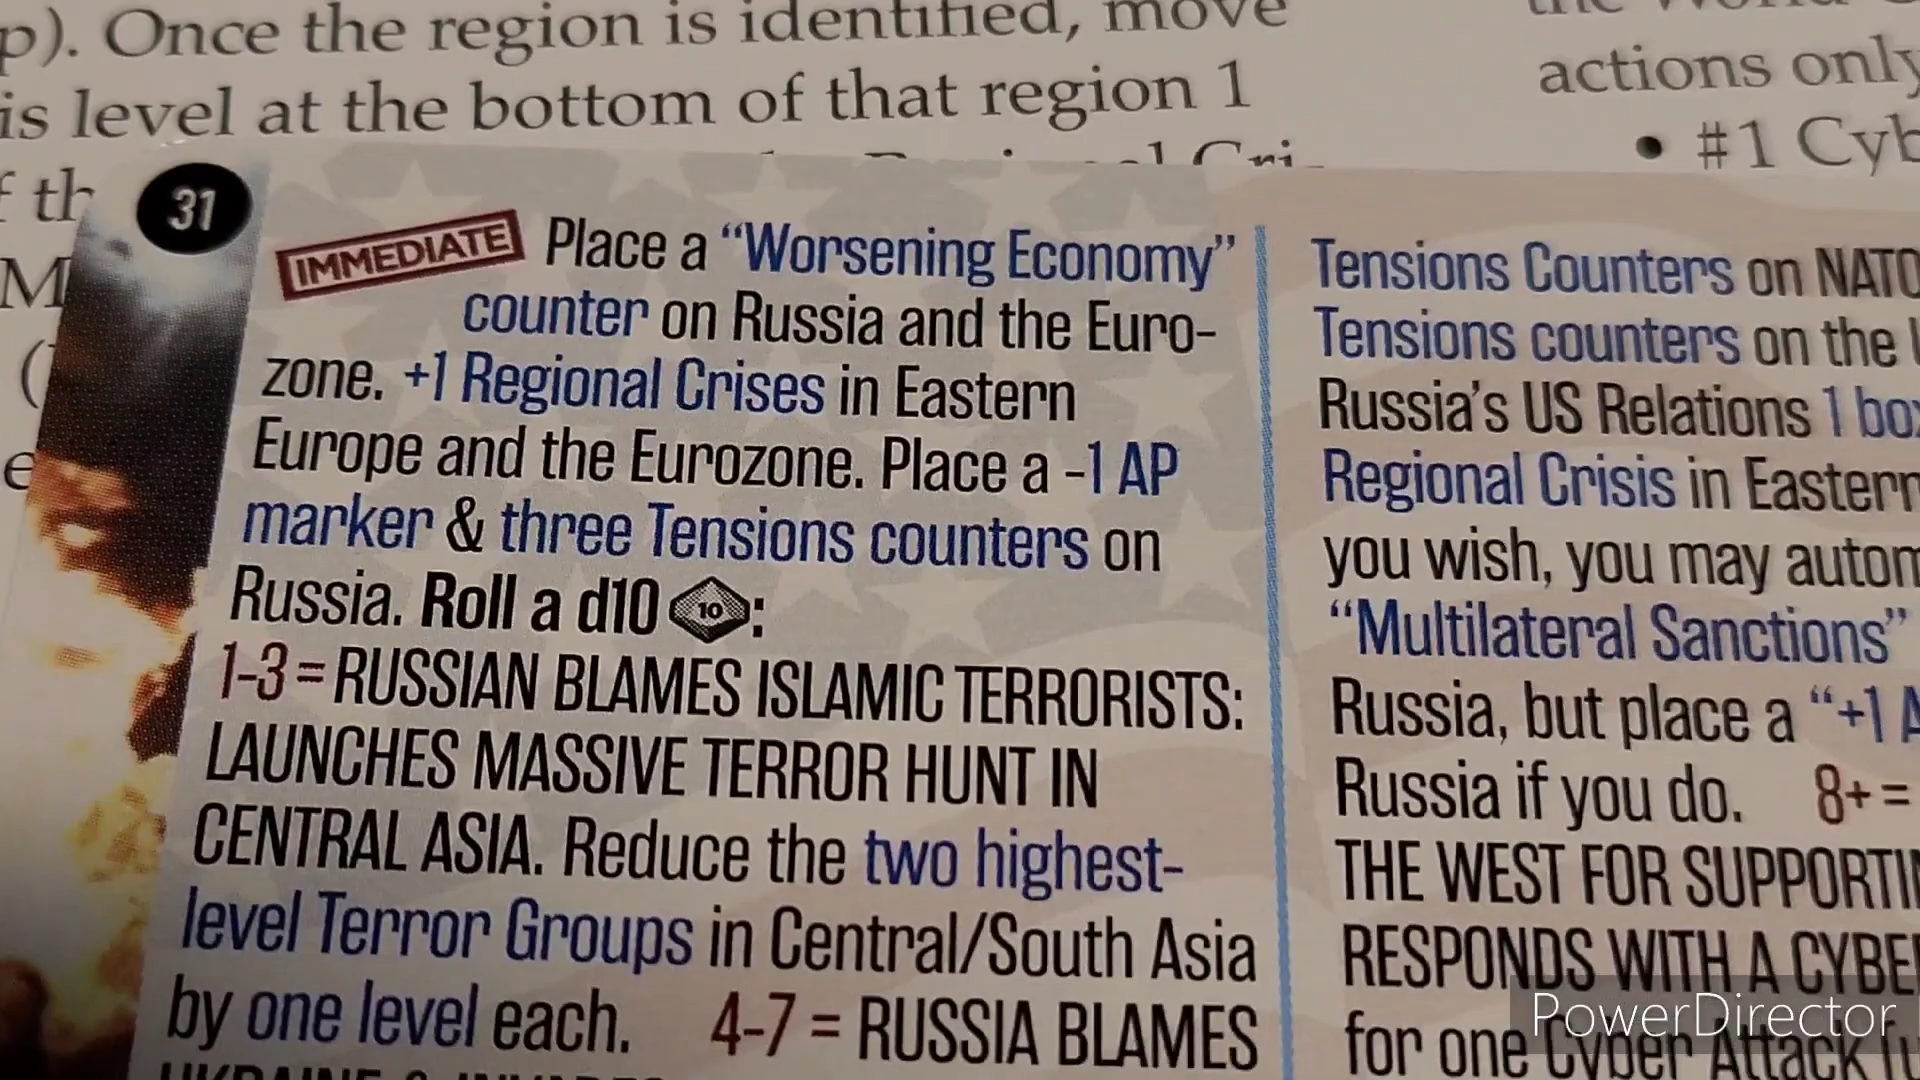 p). Once the region is identified, move
is level at the bottom of that region 1
actions only
• #1 Cyb
31
IMMEDIATE Place a “Worsening Economy”
counter on Russia and the Euro-
zone. +1 Regional Crises in Eastern
Europe and the Eurozone. Place a -1 AP
marker & three Tensions counters on
Russia. Roll a d10 10:
1-3 = RUSSIAN BLAMES ISLAMIC TERRORISTS:
LAUNCHES MASSIVE TERROR HUNT IN
CENTRAL ASIA. Reduce the two highest-
level Terror Groups in Central/South Asia
by one level each. 4-7 = RUSSIA BLAMES
Tensions Counters on NATO
Tensions counters on the
Russia's US Relations 1 box
Regional Crisis in Eastern
you wish, you may autom
“Multilateral Sanctions”
Russia, but place a “+1 A
Russia if you do. 8+ =
THE WEST FOR SUPPORTIN
RESPONDS WITH A CYBE
for one Cyber Attack
PowerDirector